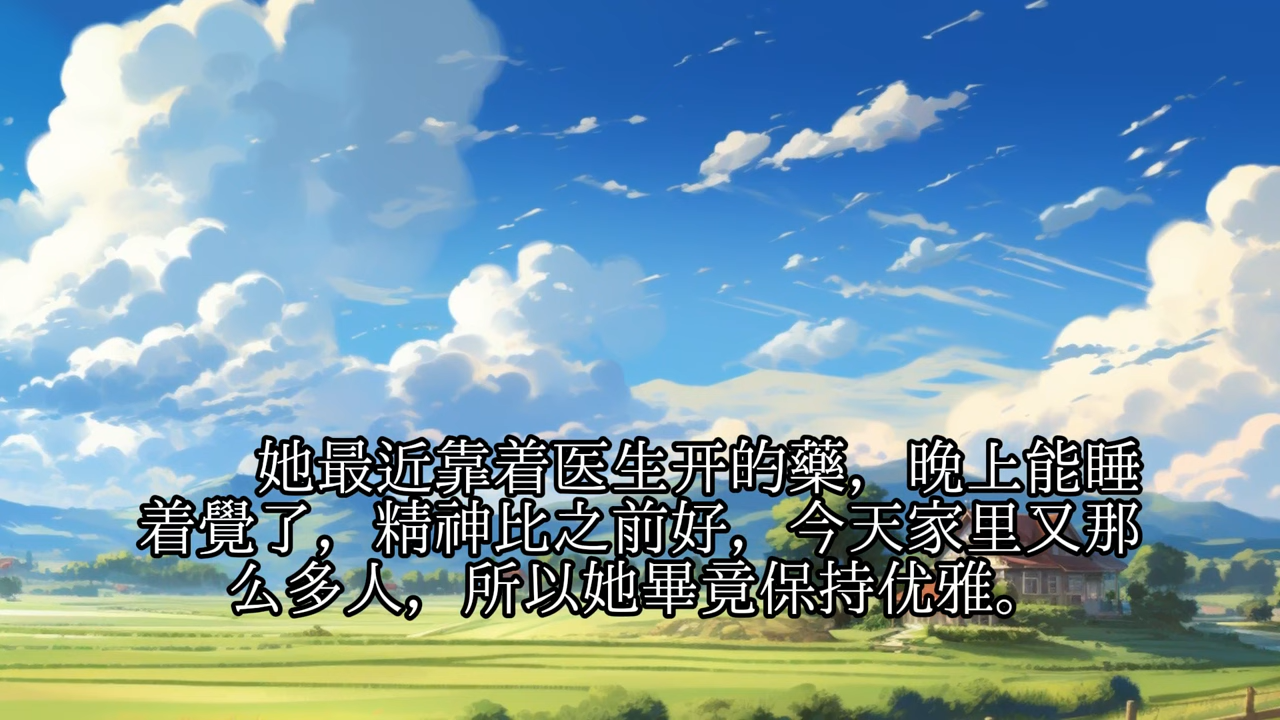 她最近靠着医生开的藥，晚上能睡
着覺了，精神比之前好，今天家里又那
么多人，所以她畢竟保持优雅。